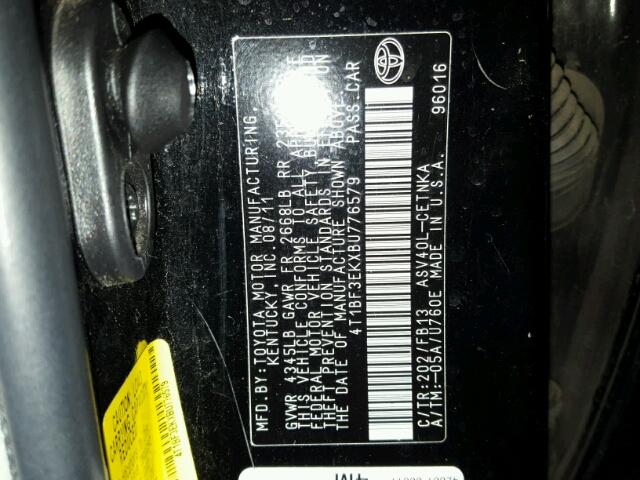 MFD.BY:TOYOTA MOTOR MANUFACTURING,
KENTUCKY, INC. 08/11
GVWR 4345LB GAWR FR 2668LB RR
THIS VEHICLE CONFORMS TO ALL
FEDERAL MOTOR VEHICLE SAFETY,
THEFT PREVENTION STANDARDS IN
THE DATE OF MANUFACTURE SHOWN ABOVE.
4T1BF3EKXBU776579 PASS.CAR
C/TR:202/FB13 ASV40L-CETNKA
A/TM:-05A/U760E MADE IN U.S.A.
96016
CAUTION